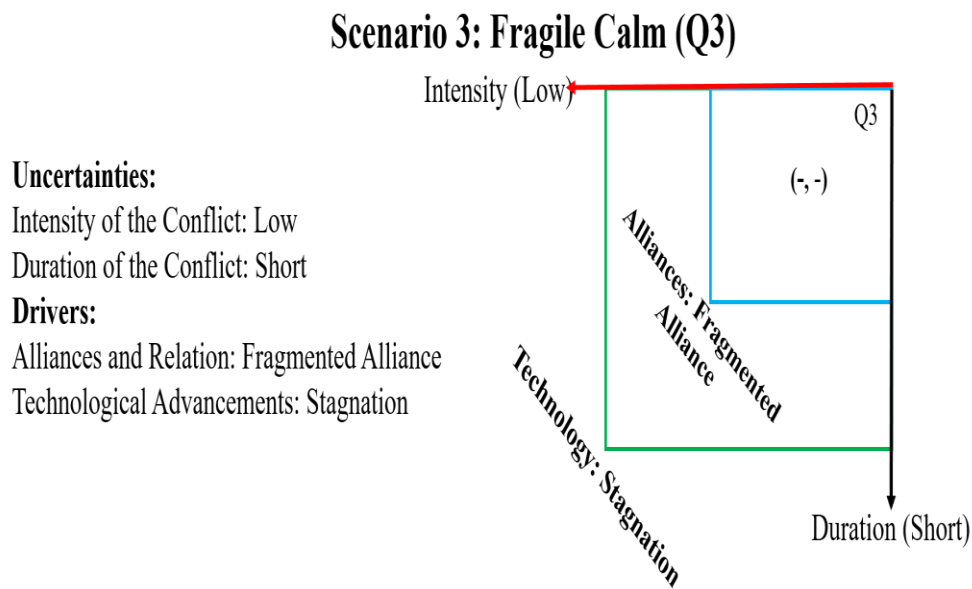 Scenario 3: Fragile Calm (Q3)
Intensity (Low)
Q3
(-, -)
Uncertainties:
Intensity of the Conflict: Low
Duration of the Conflict: Short
Drivers:
Alliances and Relation: Fragmented Alliance
Technological Advancements: Stagnation
Alliances: Fragmented
Alliance
Technology: Stagnation
Duration (Short)